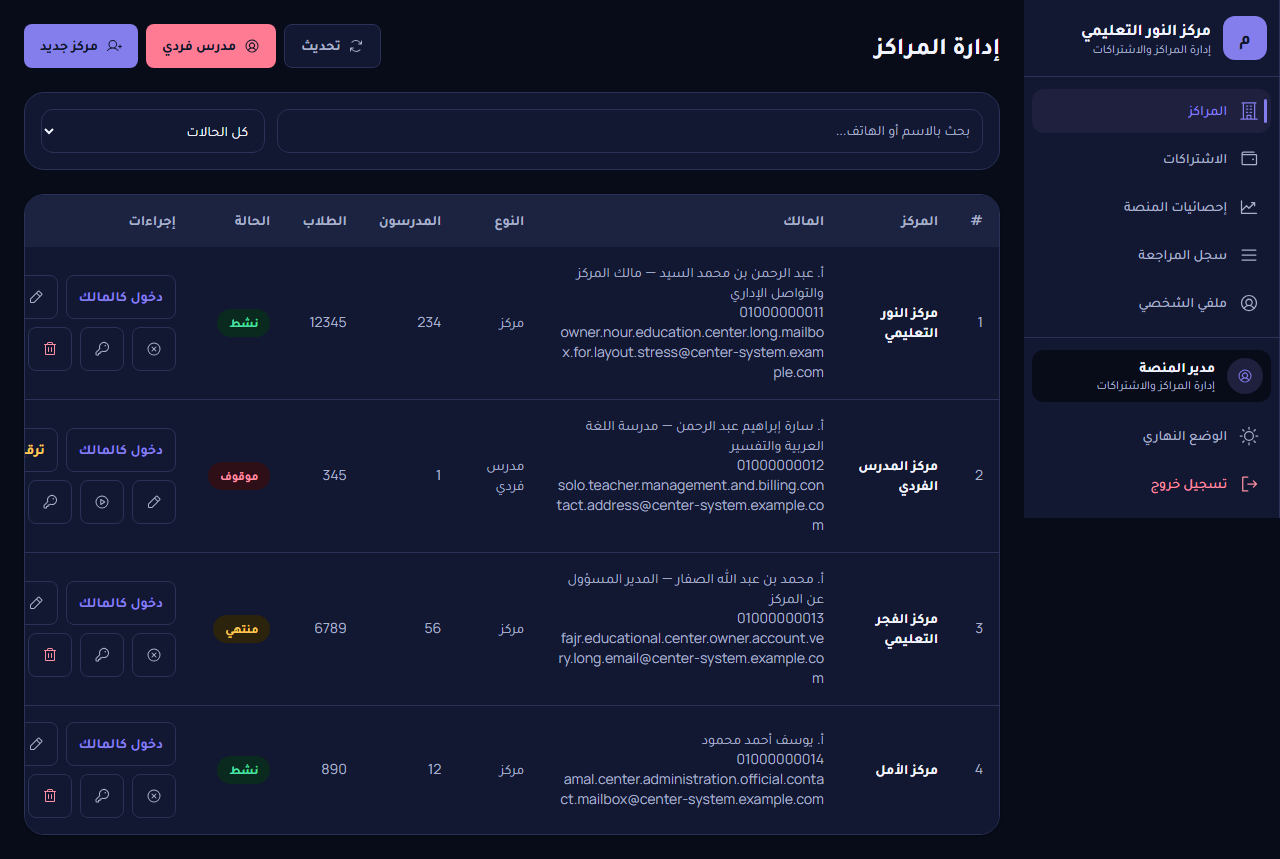 م
مركز النور التعليمي
إدارة المراكز والاشتراكات
المراكز
الاشتراكات
إحصائيات المنصة
سجل المراجعة
ملفي الشخصي
مدير المنصة
إدارة المراكز والاشتراكات
الوضع النهاري
تسجيل خروج
إدارة المراكز
تحديث
مدرس فردي
مركز جديد
بحث بالاسم أو الهاتف...
كل الحالات
# المركز المالك النوع المدرسون الطلاب الحالة إجراءات
1
مركز النور
التعليمي
أ. عبد الرحمن بن محمد السيد — مالك المركز
والتواصل الإداري
01000000011
owner.nour.education.center.long.mailbo
x.for.layout.stress@center-system.exam
ple.com
مركز
234
12345
نشط
دخول كالمالك
2
مركز المدرس
الفردي
أ. سارة إبراهيم عبد الرحمن — مدرسة اللغة
العربية والتفسير
01000000012
solo.teacher.management.and.billing.con
tact.address@center-system.example.co
m
مدرس
فردي
1
345
موقوف
دخول كالمالك
3
مركز الفجر
التعليمي
أ. محمد بن عبد الله الصفار — المدير المسؤول
عن المركز
01000000013
fajr.educational.center.owner.account.ve
ry.long.email@center-system.example.co
m
مركز
56
6789
منتهي
دخول كالمالك
4
مركز الأمل
أ. يوسف أحمد محمود
01000000014
amal.center.administration.official.conta
ct.mailbox@center-system.example.com
مركز
12
890
نشط
دخول كالمالك